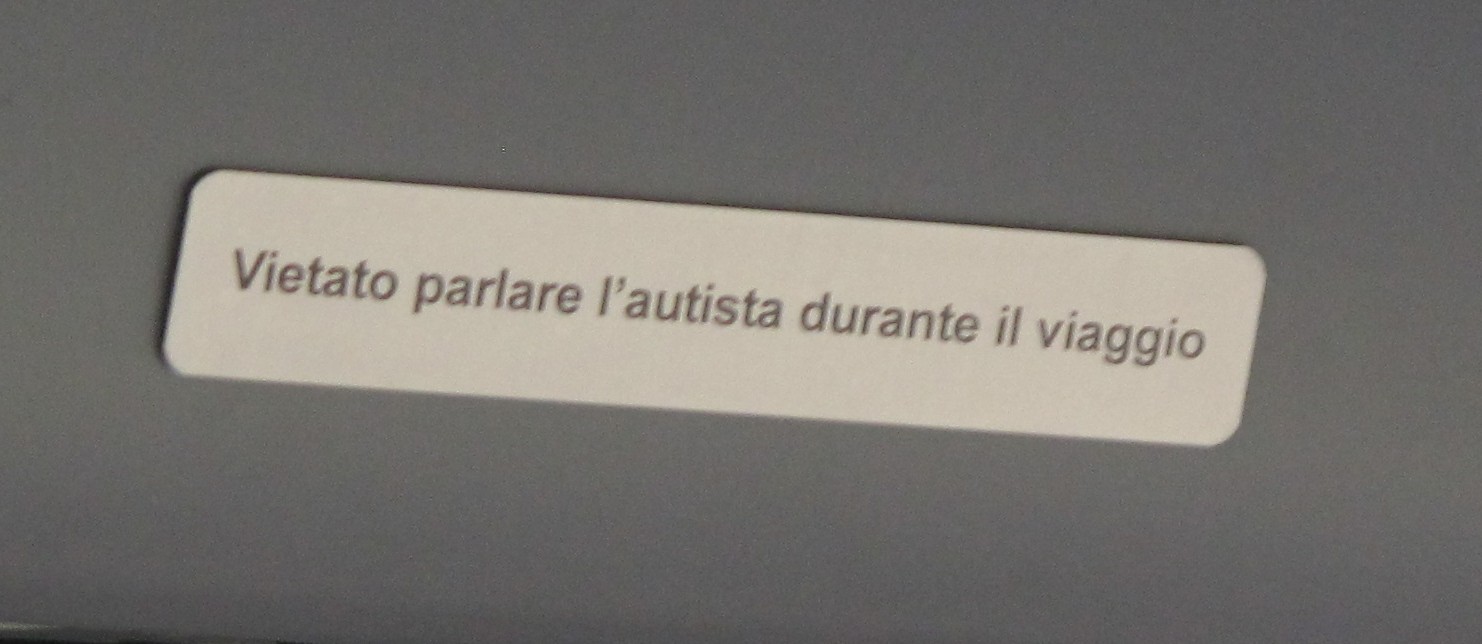 Vietato parlare l’autista durante il viaggio